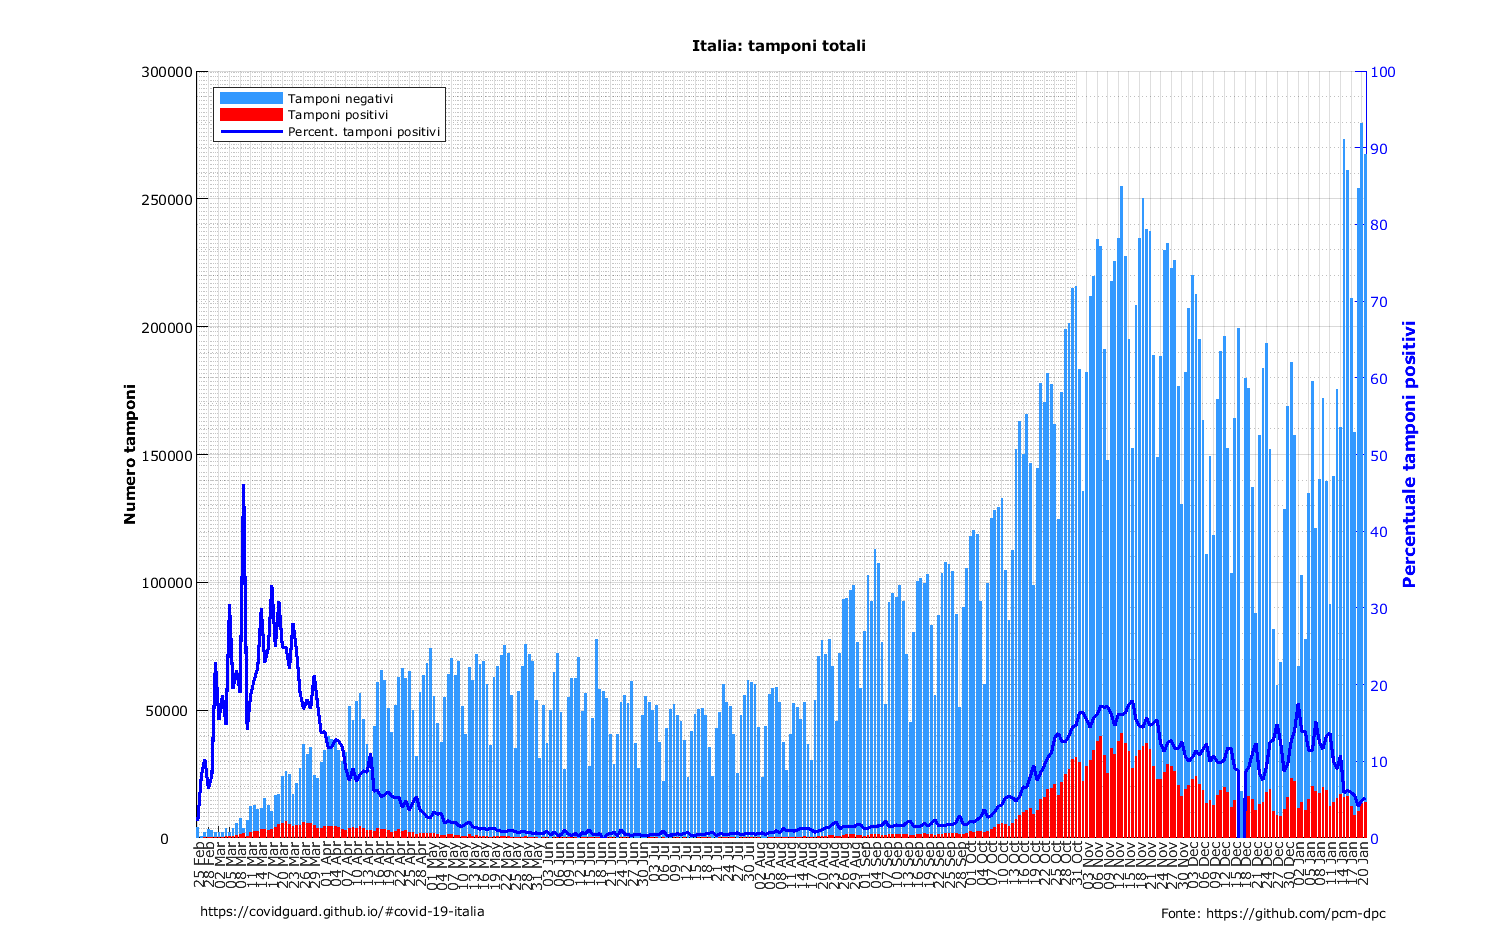 Italia: tamponi totali
300000
250000
200000
150000
100000
50000
0
Numero tamponi
Tamponi negativi
Tamponi positivi
Percent. tamponi positivi
100
90
80
70
60
50
40
30
20
10
0
Percentuale tamponi positivi
25 Feb
28 Feb
02 Mar
05 Mar
08 Mar
11 Mar
14 Mar
17 Mar
20 Mar
23 Mar
26 Mar
29 Mar
01 Apr
04 Apr
07 Apr
10 Apr
13 Apr
16 Apr
19 Apr
22 Apr
25 Apr
28 Apr
01 May
04 May
07 May
10 May
13 May
16 May
19 May
22 May
25 May
28 May
31 May
03 Jun
06 Jun
09 Jun
12 Jun
15 Jun
18 Jun
21 Jun
24 Jun
27 Jun
30 Jun
03 Jul
06 Jul
09 Jul
12 Jul
15 Jul
18 Jul
21 Jul
24 Jul
27 Jul
30 Jul
02 Aug
05 Aug
08 Aug
11 Aug
14 Aug
17 Aug
20 Aug
23 Aug
26 Aug
29 Aug
01 Sep
04 Sep
07 Sep
10 Sep
13 Sep
16 Sep
19 Sep
22 Sep
25 Sep
28 Sep
01 Oct
04 Oct
07 Oct
10 Oct
13 Oct
16 Oct
19 Oct
22 Oct
25 Oct
28 Oct
31 Oct
03 Nov
06 Nov
09 Nov
12 Nov
15 Nov
18 Nov
21 Nov
24 Nov
27 Nov
30 Nov
03 Dec
06 Dec
09 Dec
12 Dec
15 Dec
18 Dec
21 Dec
24 Dec
27 Dec
30 Dec
02 Jan
05 Jan
08 Jan
11 Jan
14 Jan
17 Jan
20 Jan
https://covidguard.github.io/#covid-19-italia
Fonte: https://github.com/pcm-dpc